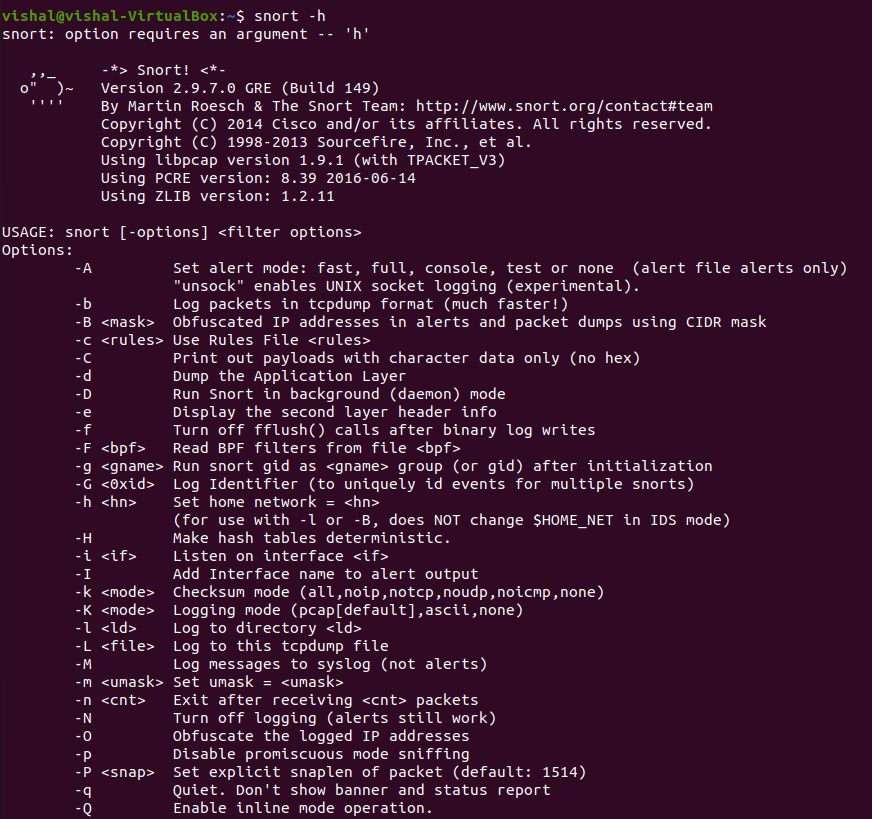 vishal@vishal-VirtualBox:~$ snort -h
snort: option requires an argument -- 'h'

   ,,_     -*> Snort! <*-
  o"  )~   Version 2.9.7.0 GRE (Build 149)
   ''''    By Martin Roesch & The Snort Team: http://www.snort.org/contact#team
           Copyright (C) 2014 Cisco and/or its affiliates. All rights reserved.
           Copyright (C) 1998-2013 Sourcefire, Inc., et al.
           Using libpcap version 1.9.1 (with TPACKET_V3)
           Using PCRE version: 8.39 2016-06-14
           Using ZLIB version: 1.2.11

USAGE: snort [-options] <filter options>
Options:
        -A         Set alert mode: fast, full, console, test or none  (alert file alerts only)
                   "unsock" enables UNIX socket logging (experimental).
        -b         Log packets in tcpdump format (much faster!)
        -B <mask>  Obfuscated IP addresses in alerts and packet dumps using CIDR mask
        -c <rules> Use Rules File <rules>
        -C         Print out payloads with character data only (no hex)
        -d         Dump the Application Layer
        -D         Run Snort in background (daemon) mode
        -e         Display the second layer header info
        -f         Turn off fflush() calls after binary log writes
        -F <bpf>   Read BPF filters from file <bpf>
        -g <gname> Run snort gid as <gname> group (or gid) after initialization
        -G <0xid>  Log Identifier (to uniquely id events for multiple snorts)
        -h <hn>    Set home network = <hn>
                   (for use with -l or -B, does NOT change $HOME_NET in IDS mode)
        -H         Make hash tables deterministic.
        -i <if>    Listen on interface <if>
        -I         Add Interface name to alert output
        -k <mode>  Checksum mode (all,noip,notcp,noudp,noicmp,none)
        -K <mode>  Logging mode (pcap[default],ascii,none)
        -l <ld>    Log to directory <ld>
        -L <file>  Log to this tcpdump file
        -M         Log messages to syslog (not alerts)
        -m <umask> Set umask = <umask>
        -n <cnt>   Exit after receiving <cnt> packets
        -N         Turn off logging (alerts still work)
        -O         Obfuscate the logged IP addresses
        -p         Disable promiscuous mode sniffing
        -P <snap>  Set explicit snaplen of packet (default: 1514)
        -q         Quiet. Don't show banner and status report
        -Q         Enable inline mode operation.